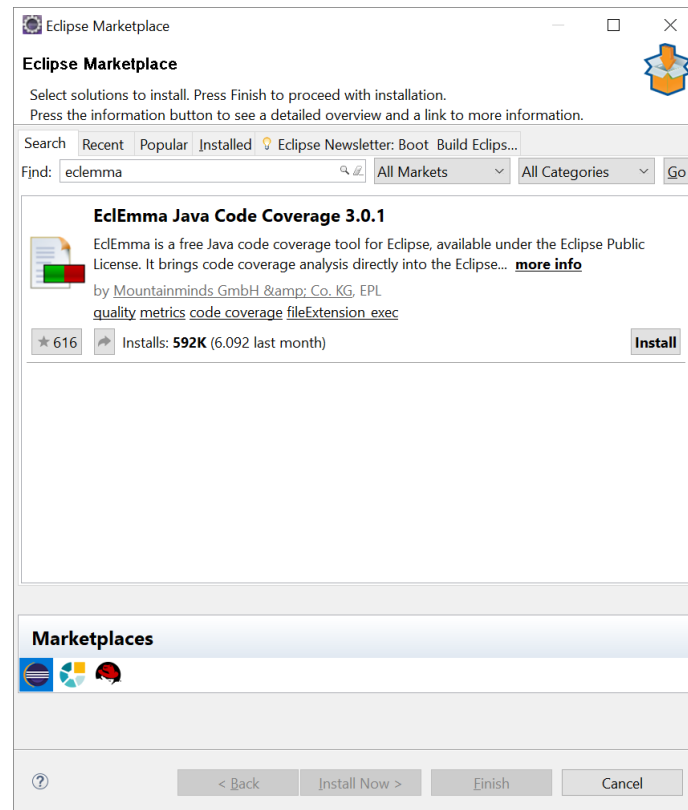 Eclipse Marketplace
Eclipse Marketplace
Select solutions to install. Press Finish to proceed with installation.
Press the information button to see a detailed overview and a link to more information.
Search Recent Popular Installed Eclipse Newsletter: Boot Build Eclips...
Find: eclemma All Markets All Categories Go
EclEmma Java Code Coverage 3.0.1
EclEmma is a free Java code coverage tool for Eclipse, available under the Eclipse Public
License. It brings code coverage analysis directly into the Eclipse... more info
by Mountainminds GmbH &amp; Co. KG, EPL
quality metrics code coverage fileExtension_exec
616 Installs: 592K (6.092 last month) Install
Marketplaces
? < Back Install Now > Finish Cancel